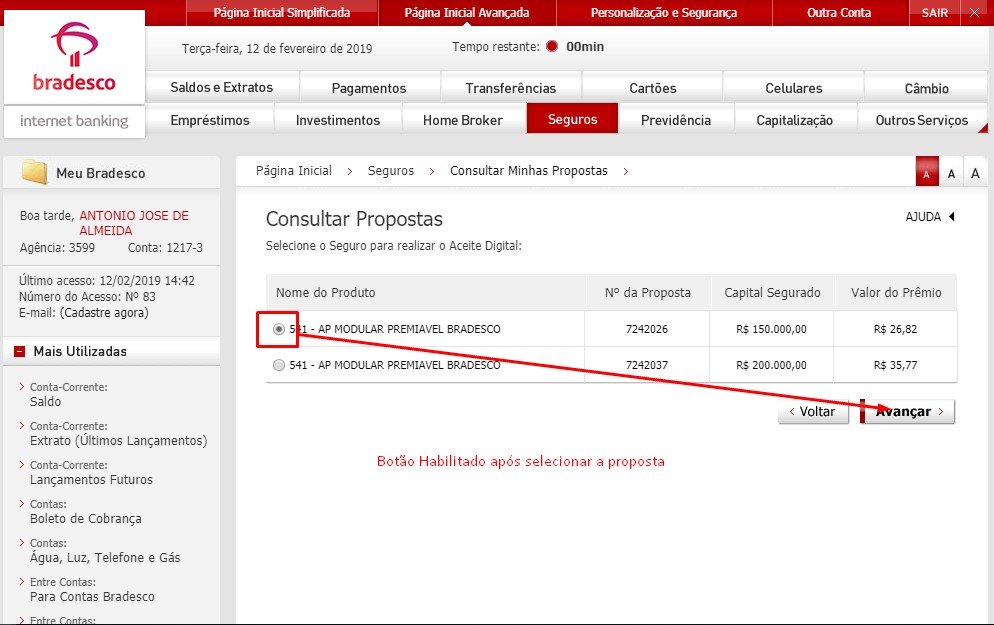 Página Inicial Simplificada
Página Inicial Avançada
Personalização e Segurança
Outra Conta
SAIR
bradesco
internet banking
Terça-feira, 12 de fevereiro de 2019
Tempo restante: 00min
Saldos e Extratos
Pagamentos
Transferências
Cartões
Celulares
Câmbio
Empréstimos
Investimentos
Home Broker
Seguros
Previdência
Capitalização
Outros Serviços
Meu Bradesco
Boa tarde, ANTONIO JOSE DE
ALMEIDA
Agência: 3599 Conta: 1217-3
Último acesso: 12/02/2019 14:42
Número do Acesso: Nº 83
E-mail: (Cadastre agora)
Mais Utilizadas
Conta-Corrente:
Saldo
Conta-Corrente:
Extrato (Últimos Lançamentos)
Conta-Corrente:
Lançamentos Futuros
Contas:
Boleto de Cobrança
Contas:
Água, Luz, Telefone e Gás
Entre Contas:
Para Contas Bradesco
Entre Contas:
Página Inicial > Seguros > Consultar Minhas Propostas >
A A A
Consultar Propostas
AJUDA
Selecione o Seguro para realizar o Aceite Digital:
Nome do Produto Nº da Proposta Capital Segurado Valor do Prêmio
541 - AP MODULAR PREMIAVEL BRADESCO 7242026 R$ 150.000,00 R$ 26,82
541 - AP MODULAR PREMIAVEL BRADESCO 7242037 R$ 200.000,00 R$ 35,77
< Voltar
Avançar >
Botão Habilitado após selecionar a proposta